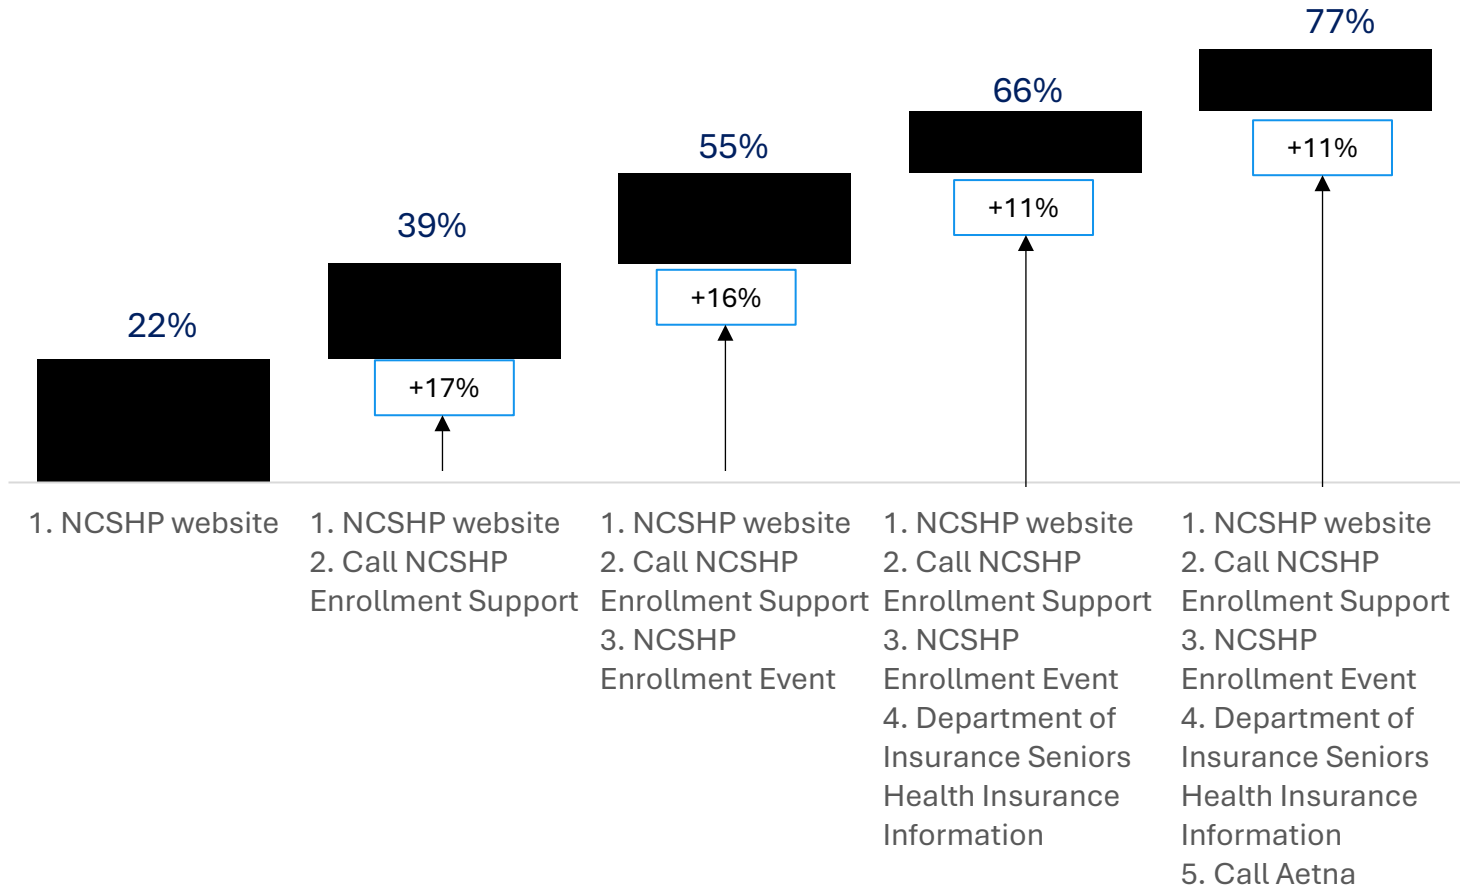 77%
66%
55%
39%
22%
+11%
+11%
+16%
+17%
1. NCSHP website
1. NCSHP website
2. Call NCSHP
Enrollment Support
1. NCSHP website
2. Call NCSHP
Enrollment Support
3. NCSHP
Enrollment Event
1. NCSHP website
2. Call NCSHP
Enrollment Support
3. NCSHP
Enrollment Event
4. Department of
Insurance Seniors
Health Insurance
Information
1. NCSHP website
2. Call NCSHP
Enrollment Support
3. NCSHP
Enrollment Event
4. Department of
Insurance Seniors
Health Insurance
Information
5. Call Aetna